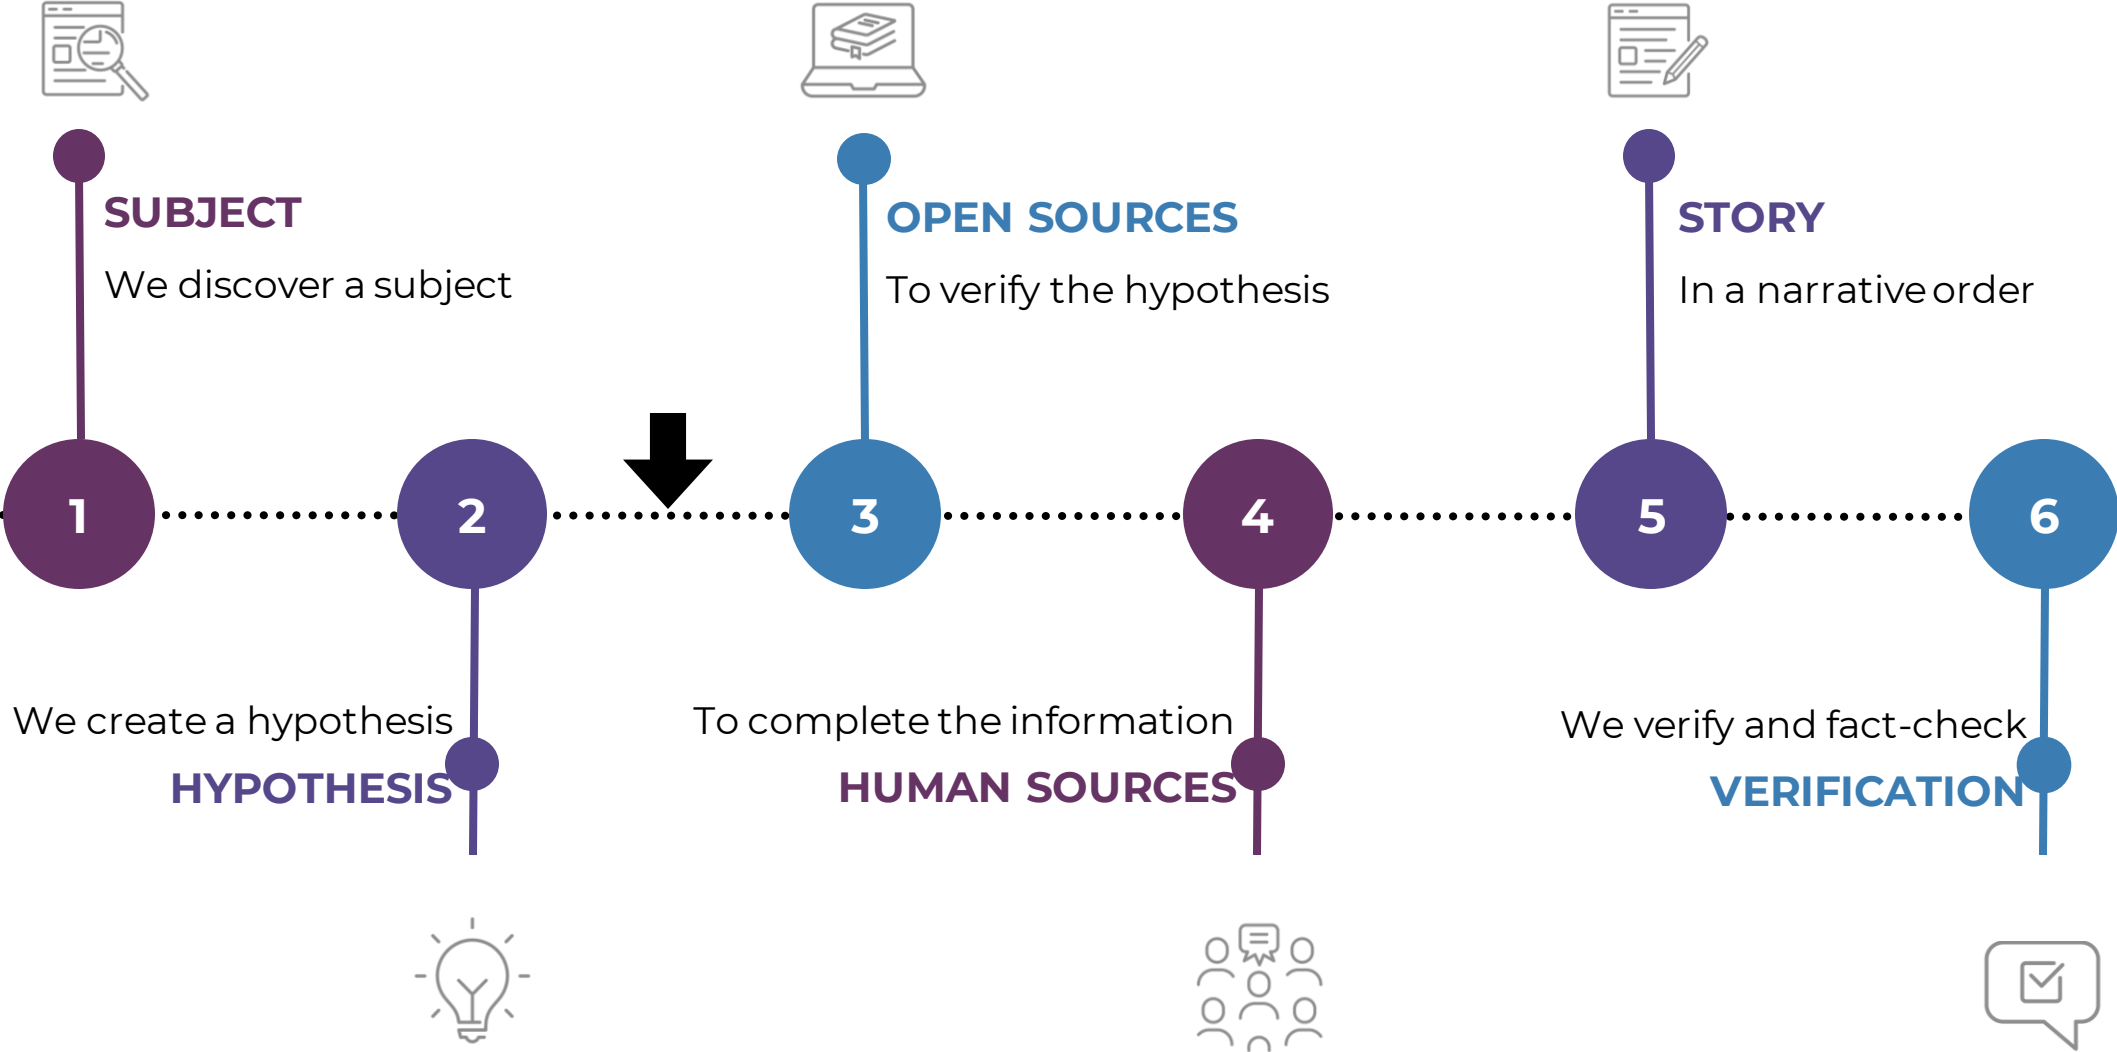 SUBJECT
We discover a subject
OPEN SOURCES
To verify the hypothesis
STORY
In a narrative order
1
2
3
4
5
6
We create a hypothesis
HYPOTHESIS
To complete the information
HUMAN SOURCES
We verify and fact-check
VERIFICATION